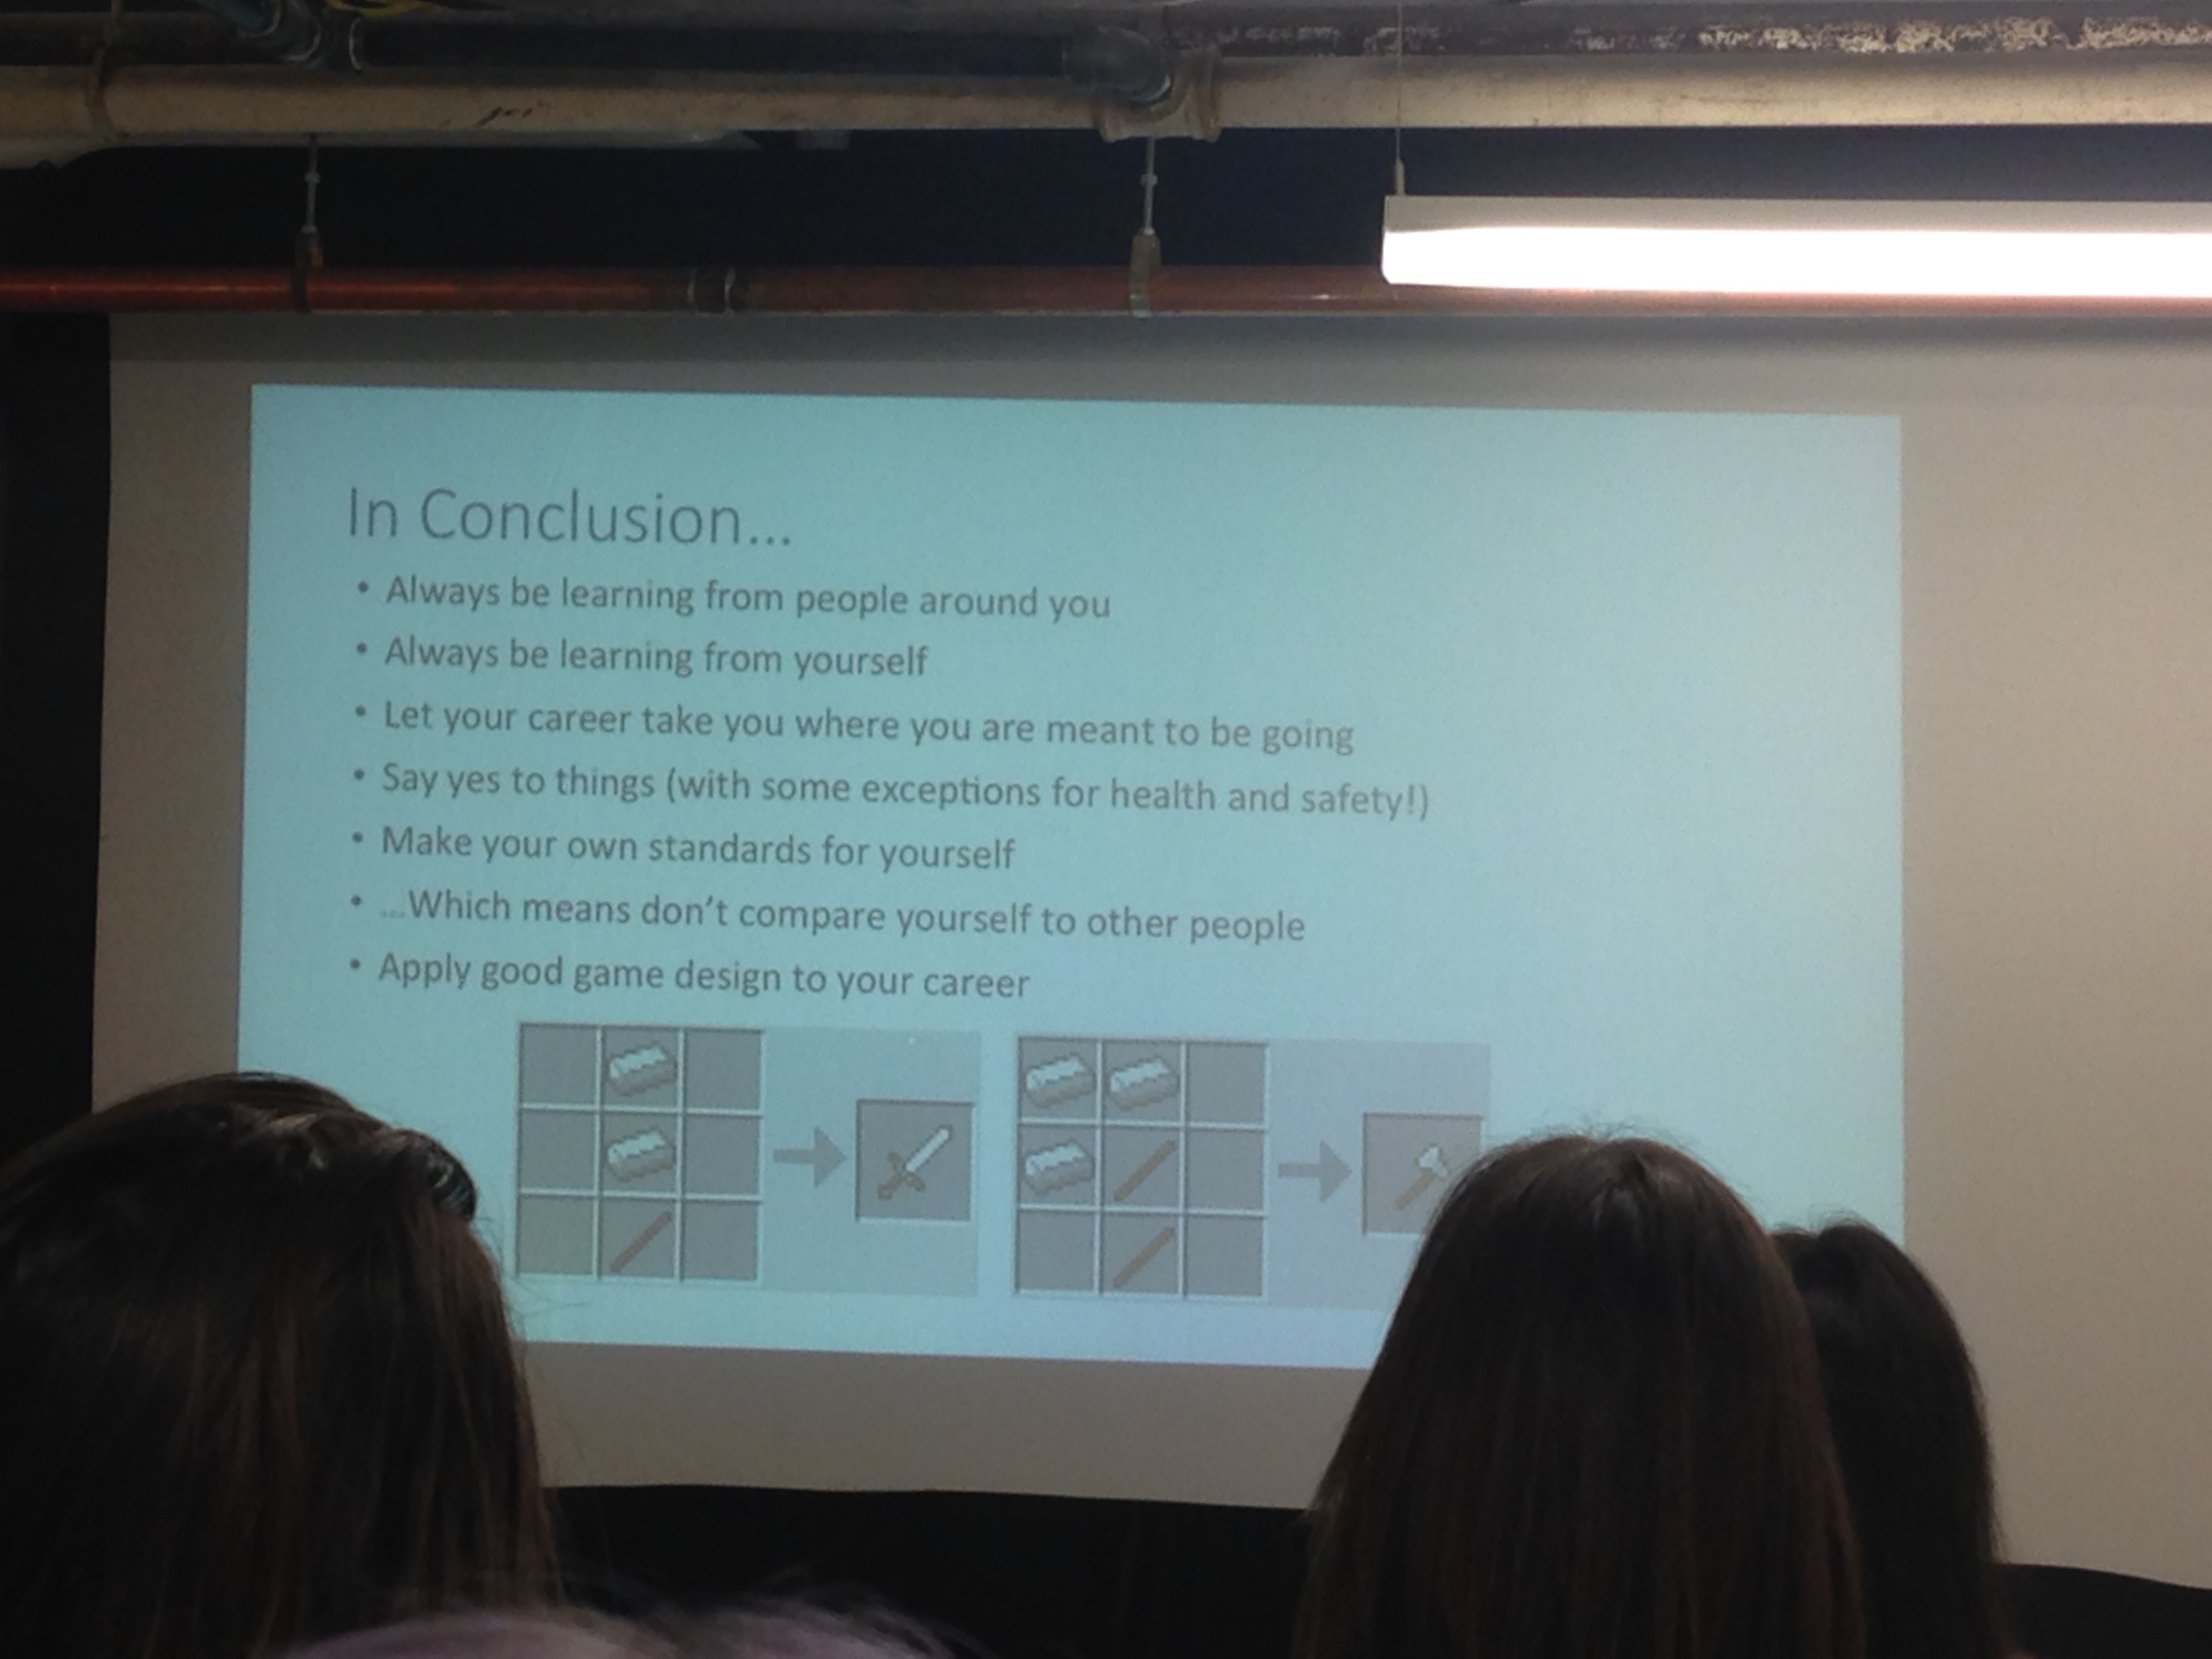 In Conclusion...
• Always be learning from people around you
• Always be learning from yourself
• Let your career take you where you are meant to be going
• Say yes to things (with some exceptions for health and safety!)
• Make your own standards for yourself
• ...Which means don't compare yourself to other people
• Apply good game design to your career